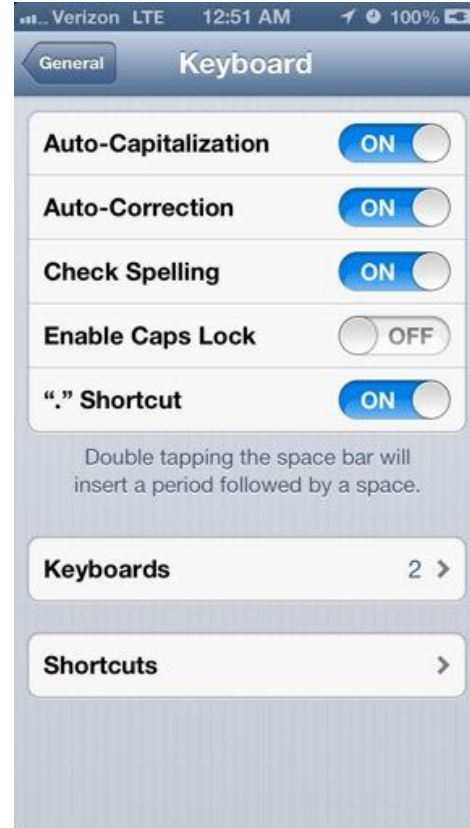 Verizon LTE 12:51 AM 100%
General Keyboard
Auto-Capitalization ON
Auto-Correction ON
Check Spelling ON
Enable Caps Lock OFF
“.” Shortcut ON
Double tapping the space bar will
insert a period followed by a space.
Keyboards 2
Shortcuts